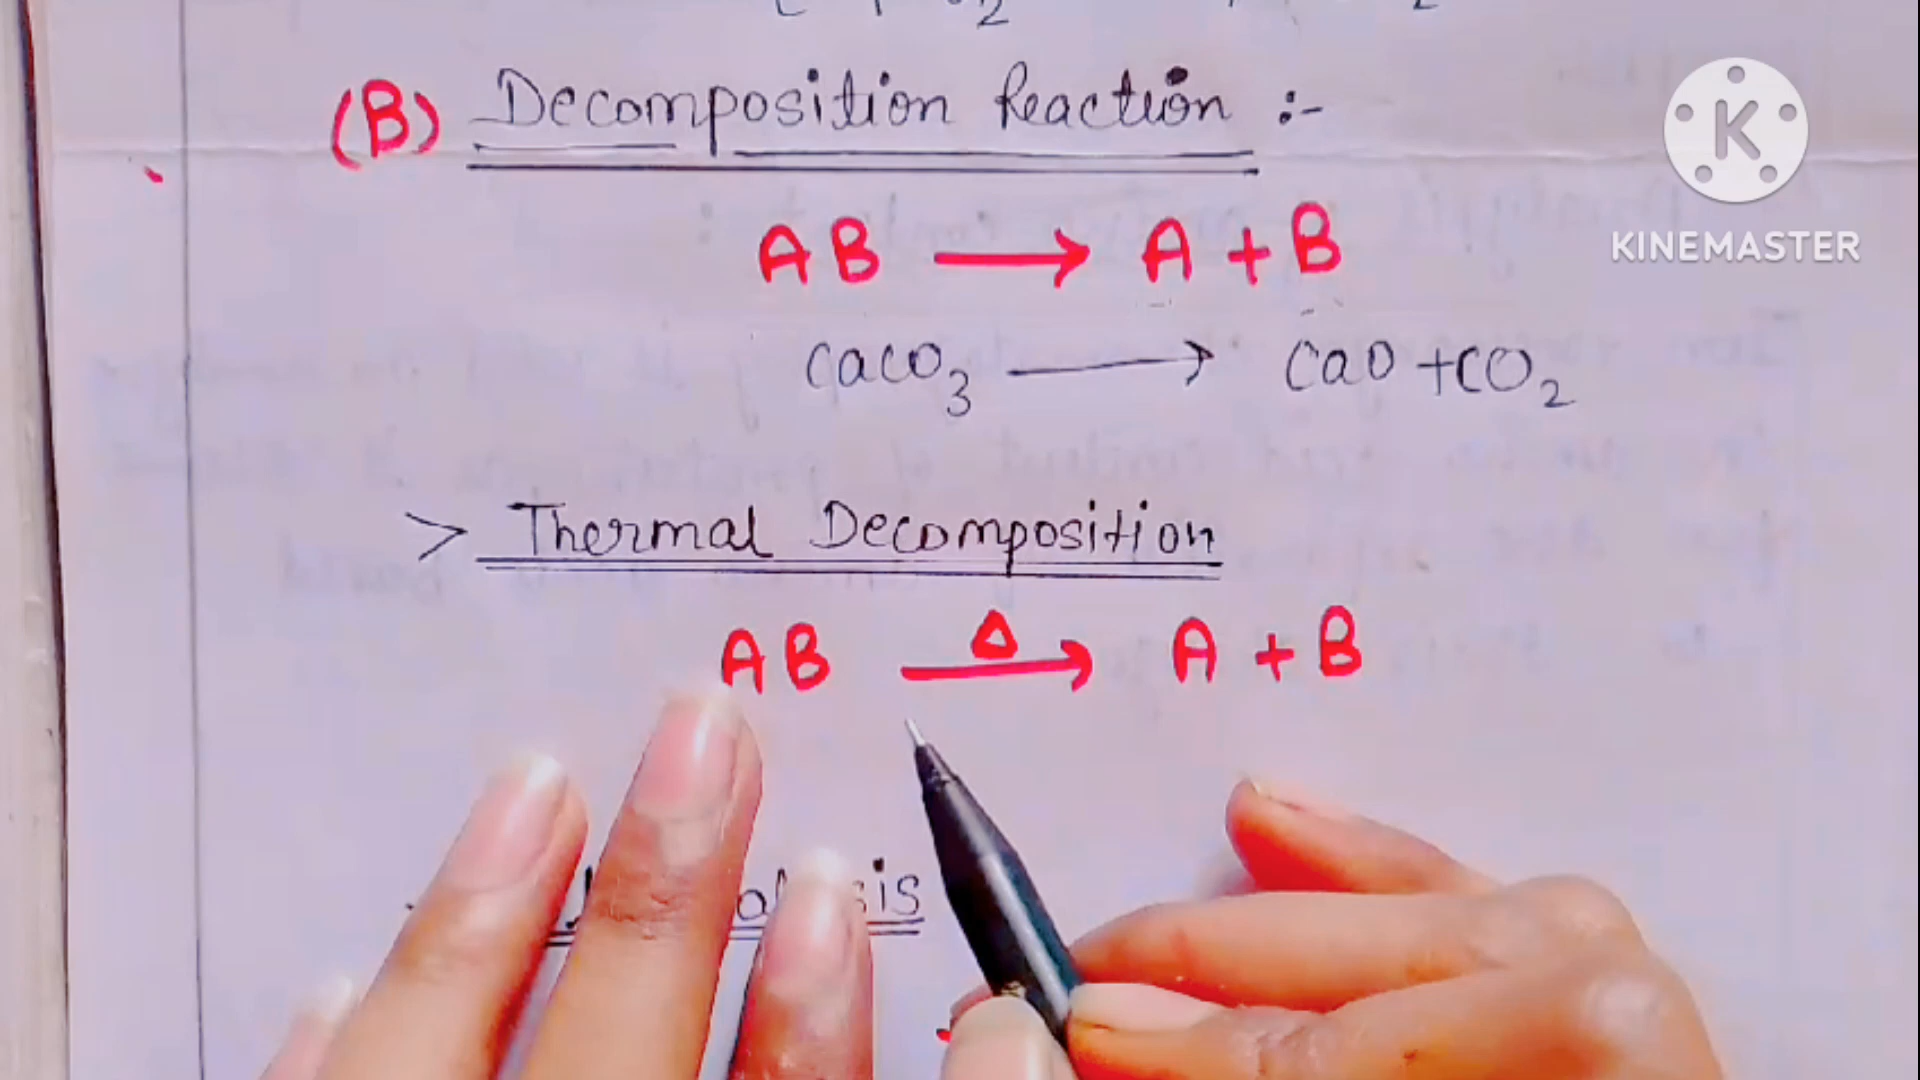 (B) Decomposition Reaction :-
K
KINEMASTER
AB → A + B
CaCO₃ → CaO + CO₂
> Thermal Decomposition
AB Δ→ A + B